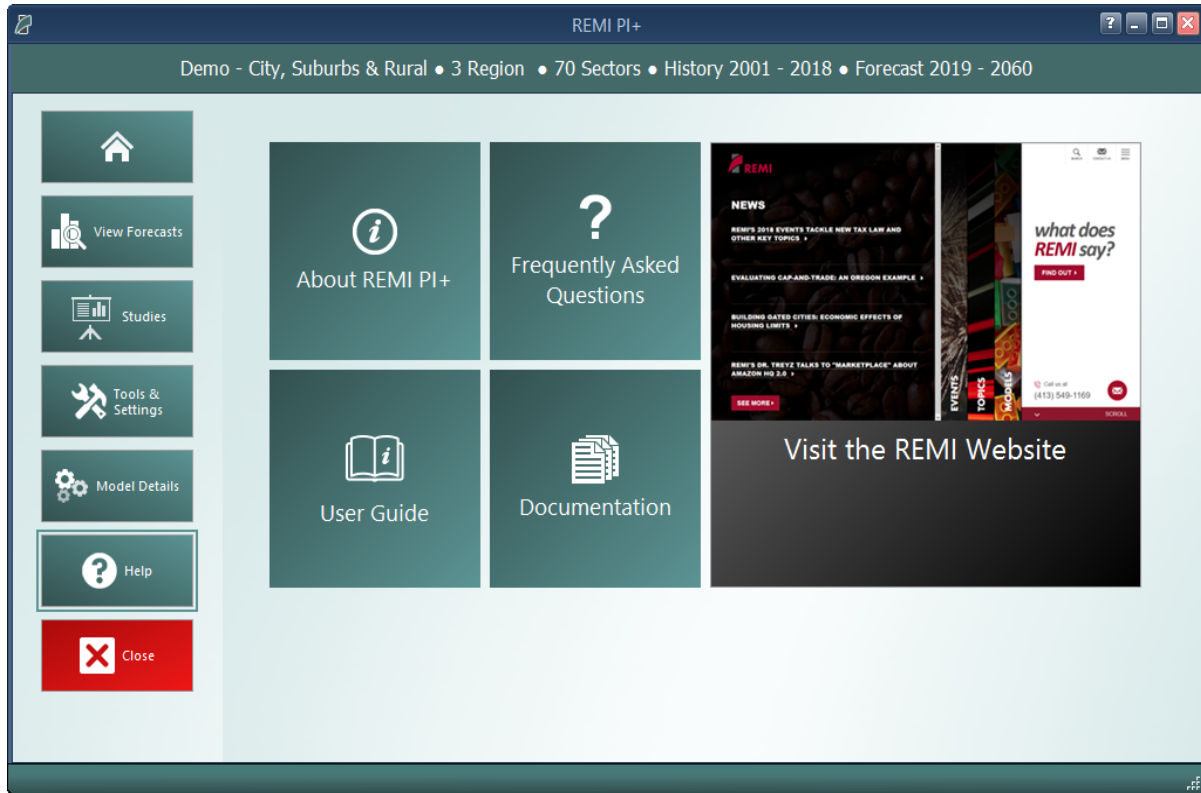 REMI PI+
Demo - City, Suburbs & Rural ● 3 Region ● 70 Sectors ● History 2001 - 2018 ● Forecast 2019 - 2060
View Forecasts
Studies
Tools &
Settings
Model Details
Help
Close
About REMI PI+
Frequently Asked
Questions
User Guide
Documentation
REMI
NEWS
REMI'S 2018 EVENTS TACKLE NEW TAX LAW AND
OTHER KEY TOPICS
EVALUATING CAP-AND-TRADE: AN OREGON EXAMPLE
BUILDING GATED CITIES: ECONOMIC EFFECTS OF
HOUSING LIMITS
REMI'S DR. TREYZ TALKS TO "MARKETPLACE" ABOUT
AMAZON HQ 2.0
SEE MORE
EVENTS
TOPICS
MODELS
SEARCH
CONTACT US
MENU
what does
REMI say?
FIND OUT
Call us at
(413) 549-1169
SCROLL
Visit the REMI Website